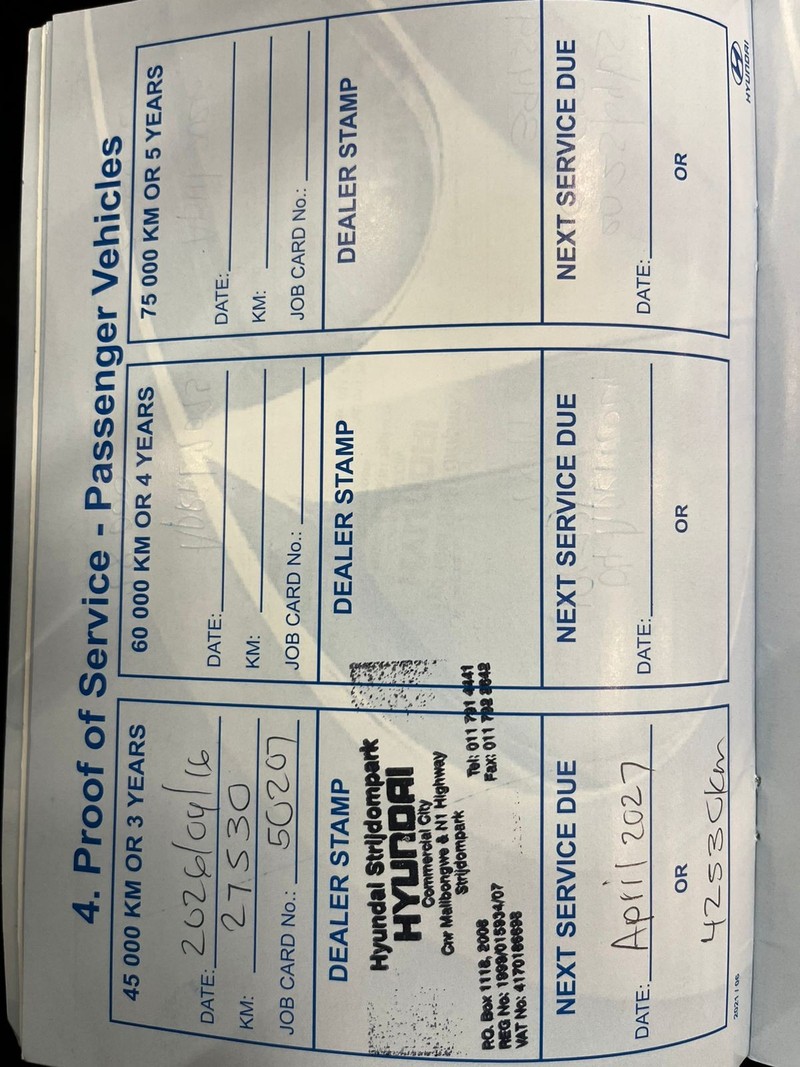 4. Proof of Service - Passenger Vehicles
45 000 KM OR 3 YEARS
DATE: 2026/04/16
KM: 27530
JOB CARD No.: 50207
DEALER STAMP
Hyundai Strijdompark
HYUNDAI
Commercial City
Cnr Malibongwe & N1 Highway
Strijdompark
Tel: 011 791 4441
Fax: 011 792 8642
P.O. Box 1118, 2008
REG No: 1999/015934/07
VAT No: 4170186698
NEXT SERVICE DUE
DATE: April 2027
OR
42530km
60 000 KM OR 4 YEARS
DATE:
KM:
JOB CARD No.:
DEALER STAMP
NEXT SERVICE DUE
DATE:
OR
75 000 KM OR 5 YEARS
DATE:
KM:
JOB CARD No.:
DEALER STAMP
NEXT SERVICE DUE
DATE:
OR
2021 / 06
HYUNDAI